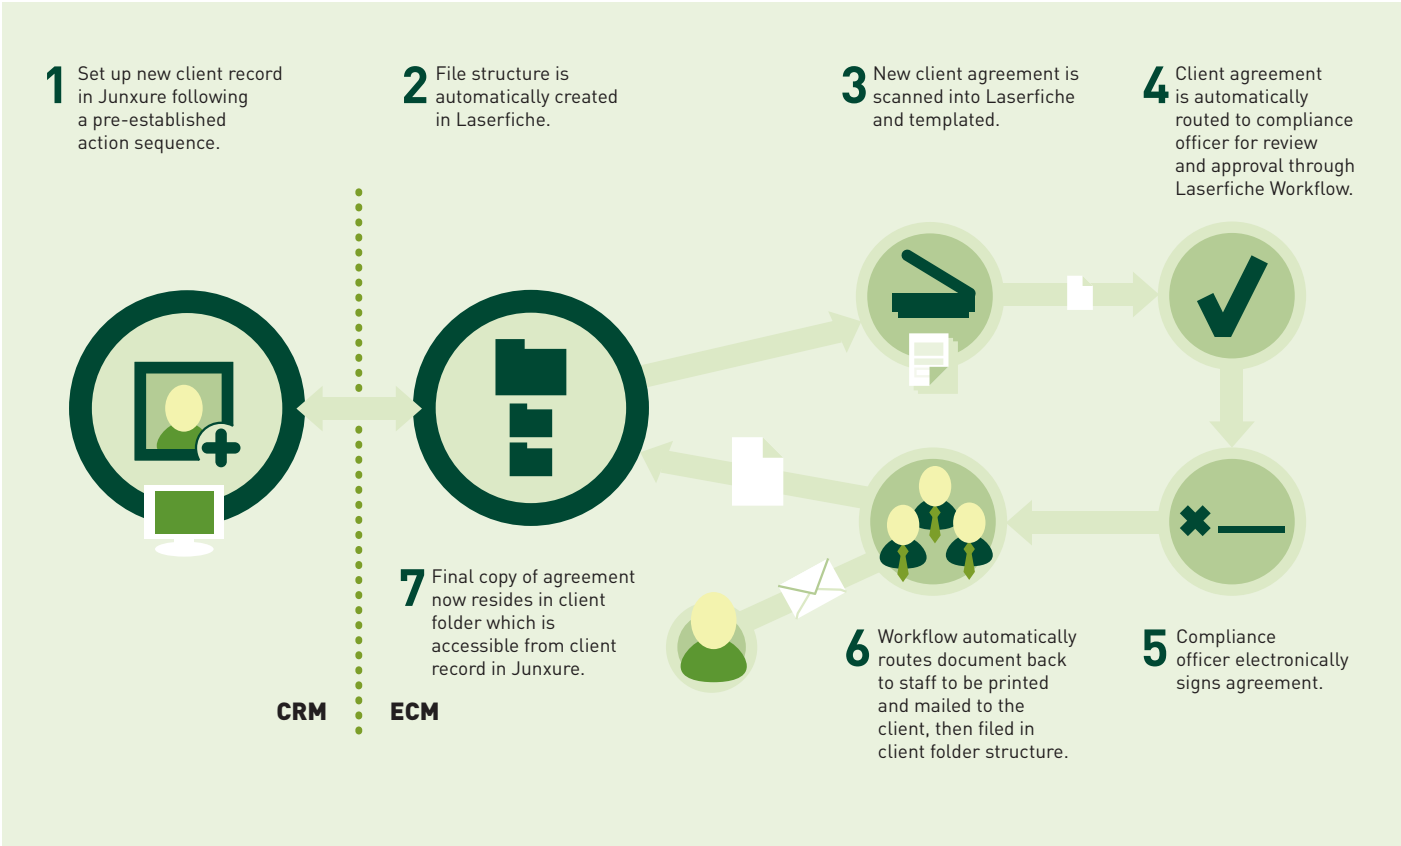 1
Set up new client record
in Junxure following
a pre-established
action sequence.
2
File structure is
automatically created
in Laserfiche.
3
New client agreement is
scanned into Laserfiche
and templated.
4
Client agreement
is automatically
routed to compliance
officer for review
and approval through
Laserfiche Workflow.
5
Compliance
officer electronically
signs agreement.
6
Workflow automatically
routes document back
to staff to be printed
and mailed to the
client, then filed in
client folder structure.
7
Final copy of agreement
now resides in client
folder which is
accessible from client
record in Junxure.
CRM
ECM